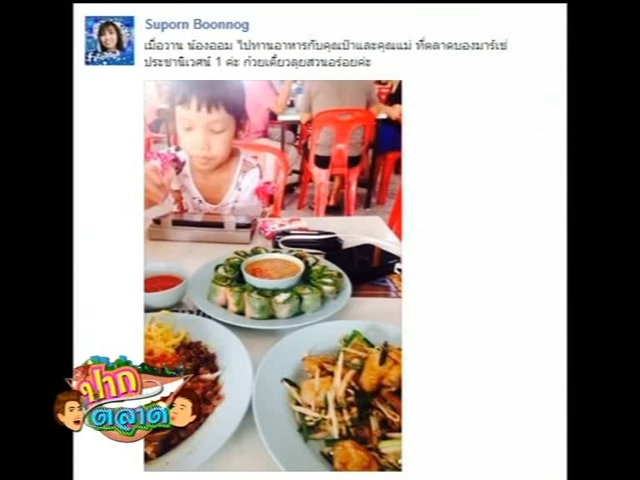 Suporn Boonnog
เมื่อวาน น้องออม ไปทานอาหารกับคุณป้าและคุณแม่ ที่ตลาดบองมาร์เช่
ประชานิเวศน์ 1 ค่ะ ก๋วยเตี๋ยวลุยสวนอร่อยค่ะ
ปาก
ตลาด